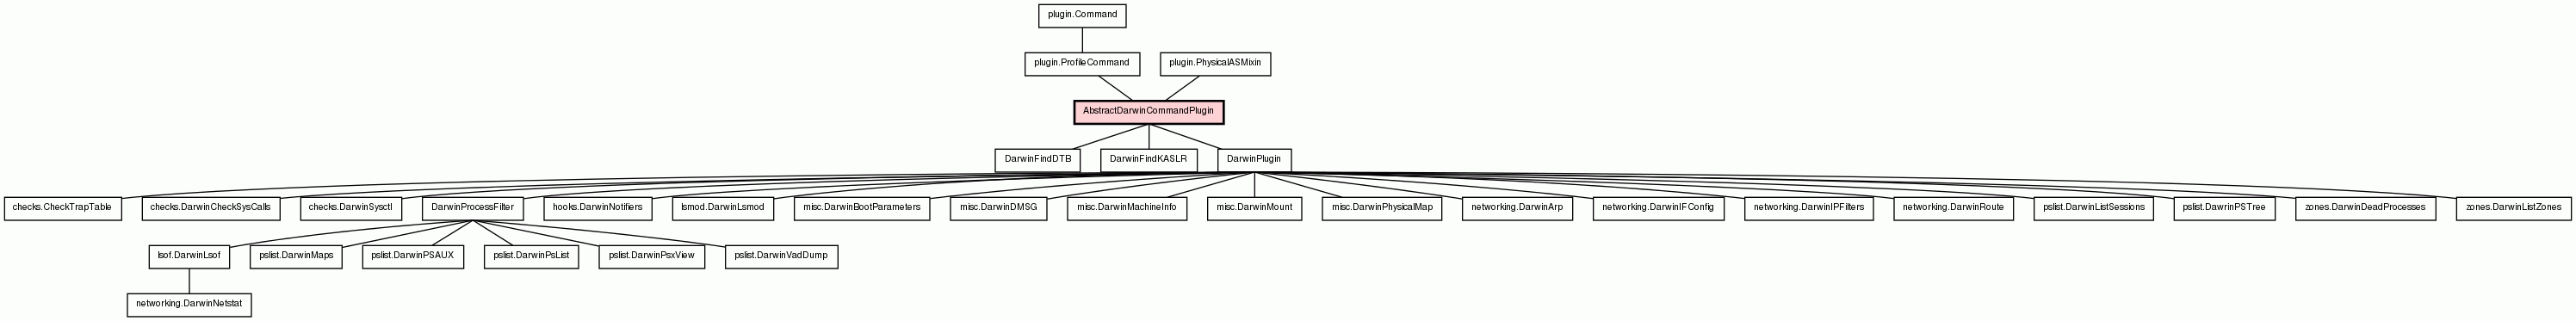 plugin.Command
plugin.ProfileCommand
plugin.PhysicalASMixin
AbstractDarwinCommandPlugin
DarwinFindDTB
DarwinFindKASLR
DarwinPlugin
checks.CheckTrapTable
checks.DarwinCheckSysCalls
checks.DarwinSysctl
DarwinProcessFilter
hooks.DarwinNotifiers
lsmod.DarwinLsmod
misc.DarwinBootParameters
misc.DarwinDMSG
misc.DarwinMachineInfo
misc.DarwinMount
misc.DarwinPhysicalMap
networking.DarwinArp
networking.DarwinIFConfig
networking.DarwinIPFilters
networking.DarwinRoute
pslist.DarwinListSessions
pslist.DawrinPSTree
zones.DarwinDeadProcesses
zones.DarwinListZones
lsof.DarwinLsof
pslist.DarwinMaps
pslist.DarwinPSAUX
pslist.DarwinPsList
pslist.DarwinPsxView
pslist.DarwinVadDump
networking.DarwinNetstat